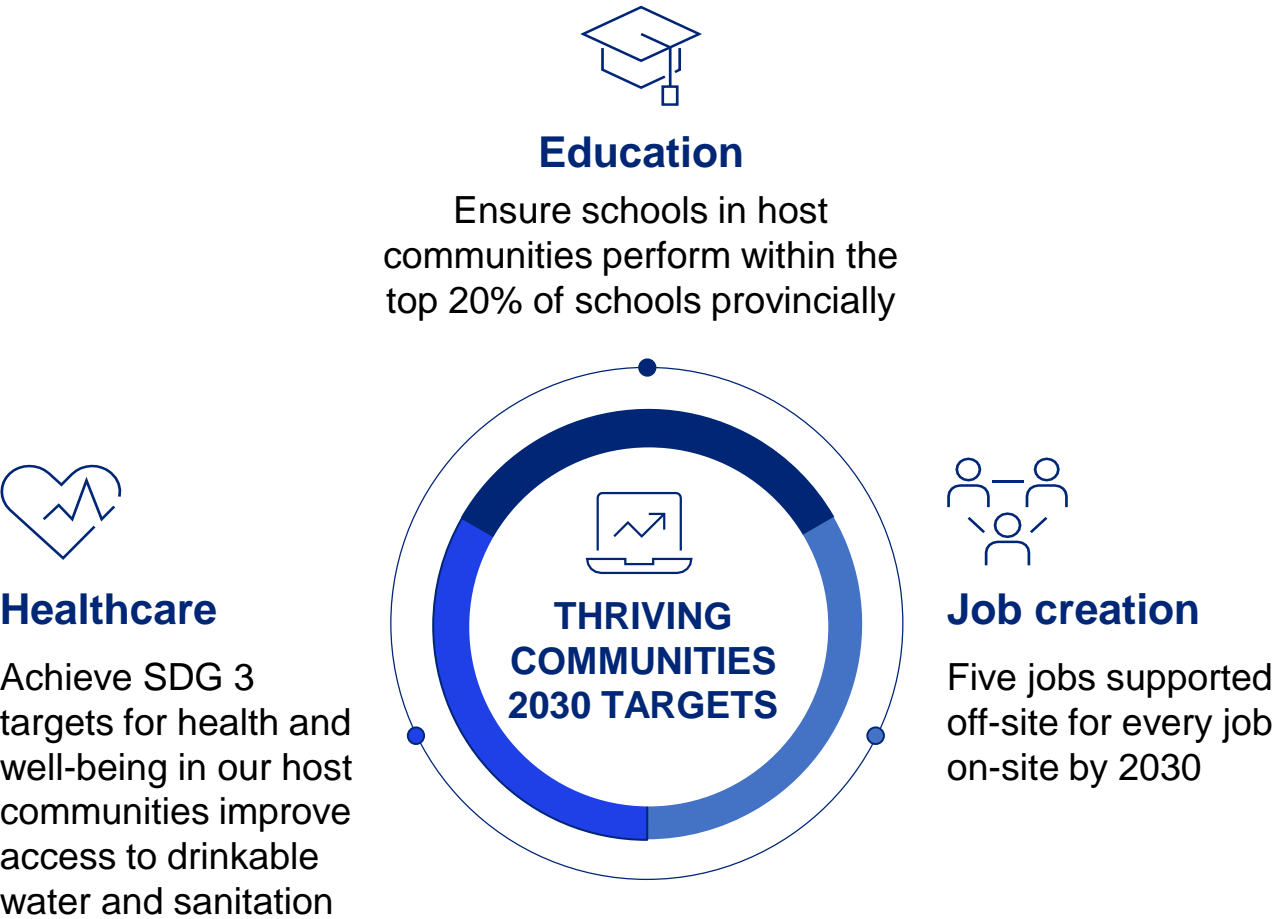 Education
Ensure schools in host
communities perform within the
top 20% of schools provincially
THRIVING
COMMUNITIES
2030 TARGETS
Healthcare
Achieve SDG 3
targets for health and
well-being in our host
communities improve
access to drinkable
water and sanitation
Job creation
Five jobs supported
off-site for every job
on-site by 2030